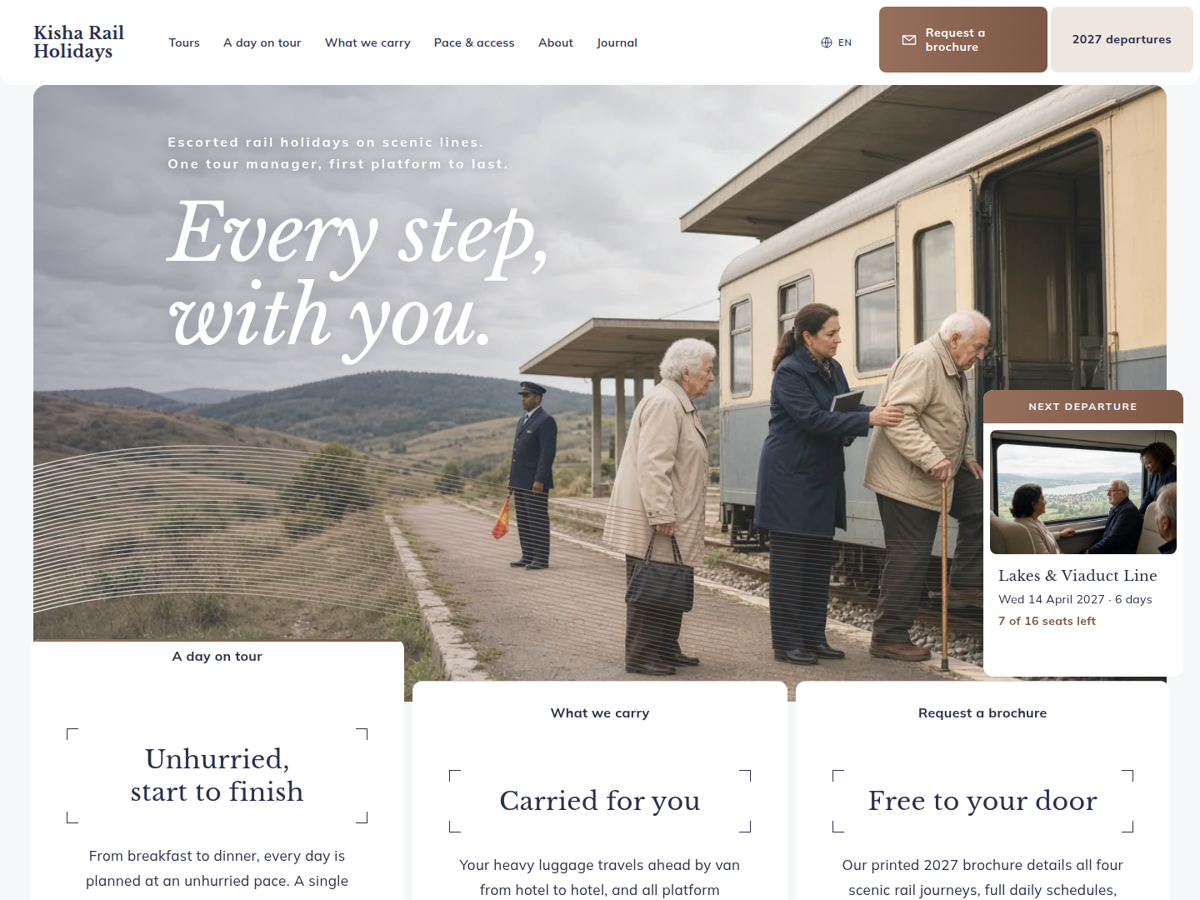 Kisha Rail
Holidays
Tours
A day on tour
What we carry
Pace & access
About
Journal
EN
Request a
brochure
2027 departures
Escorted rail holidays on scenic lines.
One tour manager, first platform to last.
Every step,
with you.
NEXT DEPARTURE
Lakes & Viaduct Line
Wed 14 April 2027 · 6 days
7 of 16 seats left
A day on tour
Unhurried,
start to finish
From breakfast to dinner, every day is
planned at an unhurried pace. A single
What we carry
Carried for you
Your heavy luggage travels ahead by van
from hotel to hotel, and all platform
Request a brochure
Free to your door
Our printed 2027 brochure details all four
scenic rail journeys, full daily schedules,